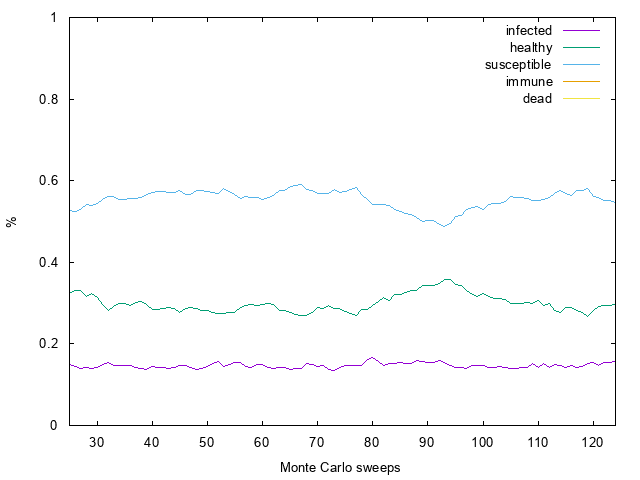 1
0.8
0.6
0.4
0.2
0
%
infected
healthy
susceptible
immune
dead
30 40 50 60 70 80 90 100 110 120
Monte Carlo sweeps